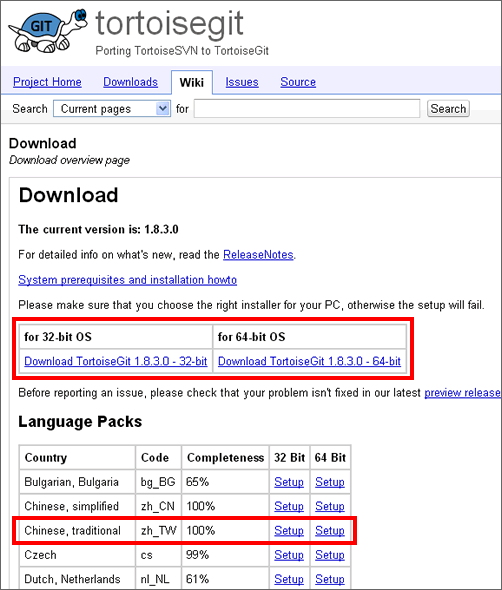 GIT
tortoisegit
Porting TortoiseSVN to TortoiseGit
Project Home Downloads Wiki Issues Source
Search Current pages for Search
Download
Download overview page
Download
The current version is: 1.8.3.0
For detailed info on what's new, read the ReleaseNotes.
System prerequisites and installation howto
Please make sure that you choose the right installer for your PC, otherwise the setup will fail.
for 32-bit OS for 64-bit OS
Download TortoiseGit 1.8.3.0 - 32-bit Download TortoiseGit 1.8.3.0 - 64-bit
Before reporting an issue, please check that your problem isn't fixed in our latest preview release
Language Packs
Country Code Completeness 32 Bit 64 Bit
Bulgarian, Bulgaria bg_BG 65% Setup Setup
Chinese, simplified zh_CN 100% Setup Setup
Chinese, traditional zh_TW 100% Setup Setup
Czech cs 99% Setup Setup
Dutch, Netherlands nl_NL 61% Setup Setup